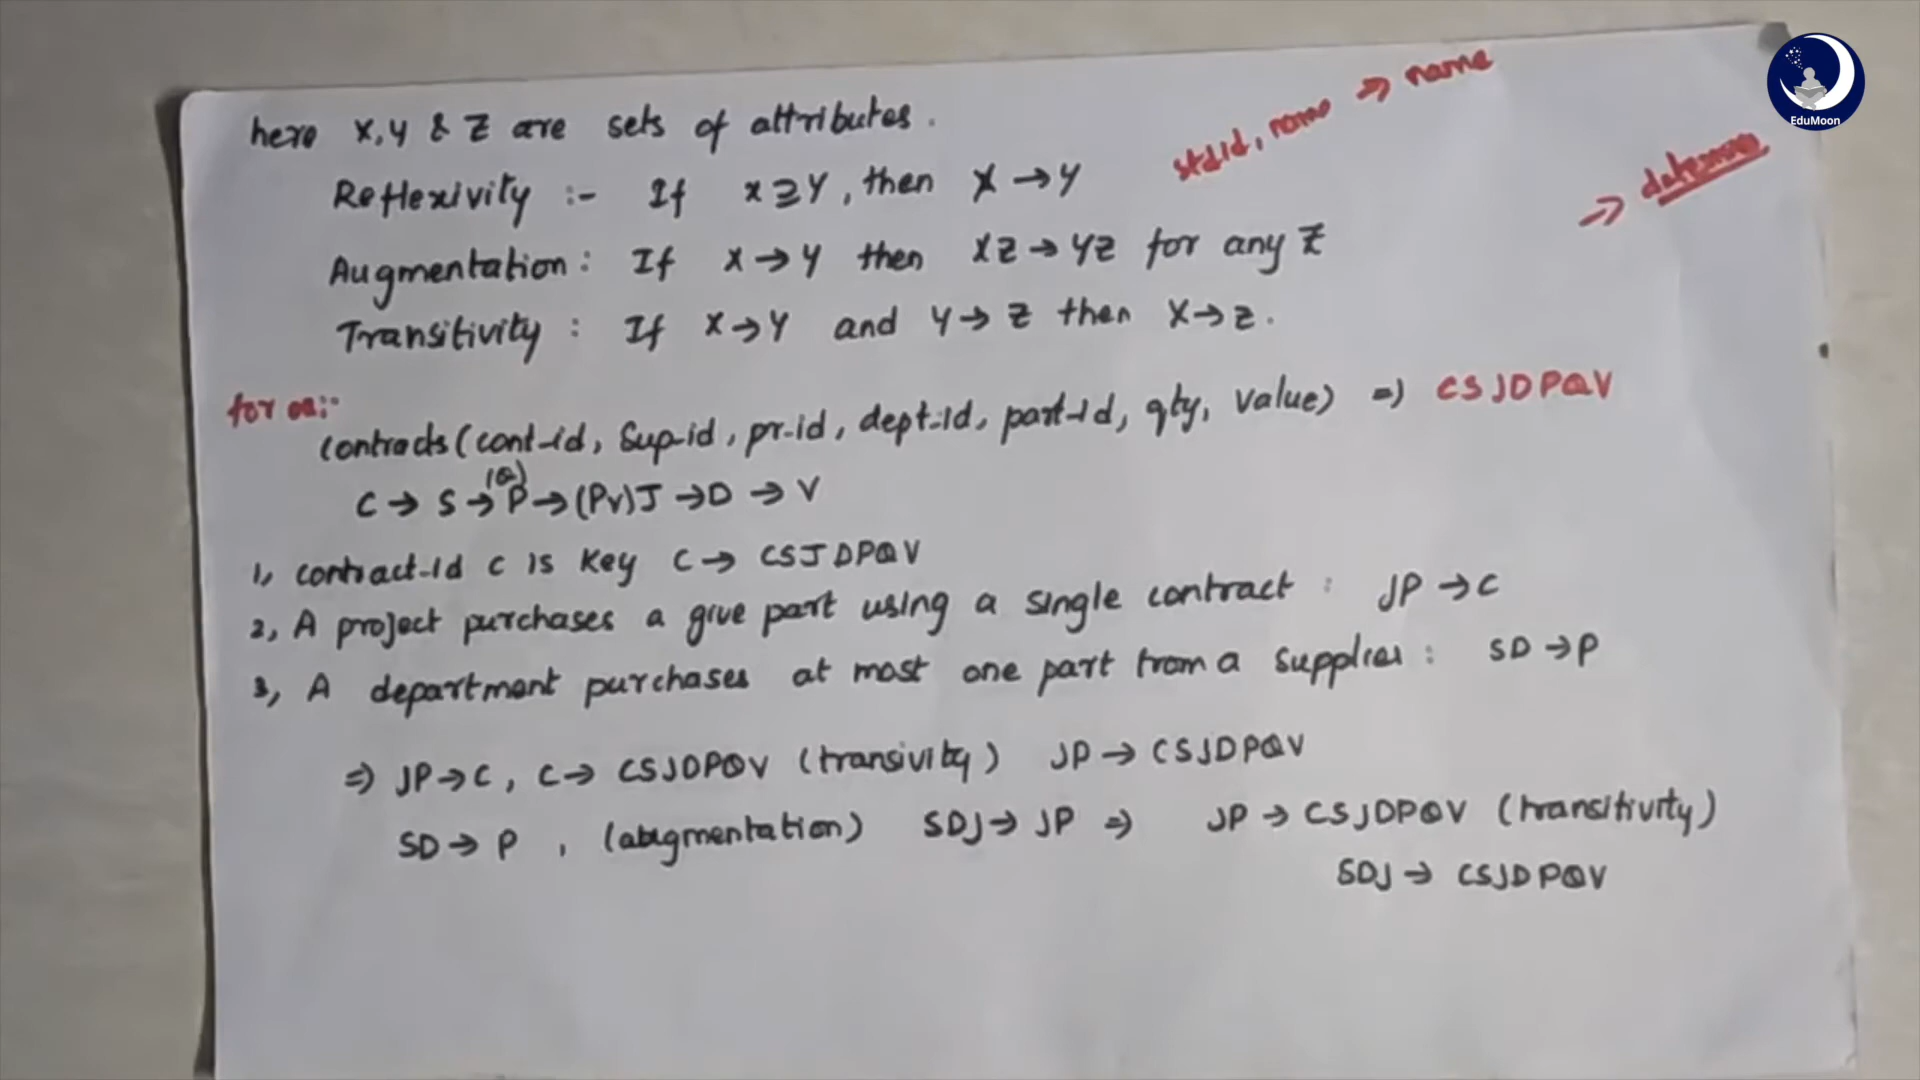 EduMoon
stdid, name → name
→ determines
here X, Y & Z are sets of attributes.
Reflexivity :- If X ⊇ Y, then X → Y
Augmentation : If X → Y then XZ → YZ for any Z
Transitivity : If X → Y and Y → Z then X → Z.
for ex:-
contracts (cont-id, Sup-id, pr-id, dept-id, part-id, qty, value) ⇒ CSJDPQV
(Q)
C → S → P → (Pr)J → D → V
1, contract-id C is Key C → CSJDPQV
2, A project purchases a give part using a single contract : JP → C
3, A department purchases at most one part from a supplier : SD → P
⇒ JP → C, C → CSJDPQV (transivity) JP → CSJDPQV
SD → P , (augmentation) SDJ → JP ⇒ JP → CSJDPQV (transitivity)
SDJ → CSJDPQV